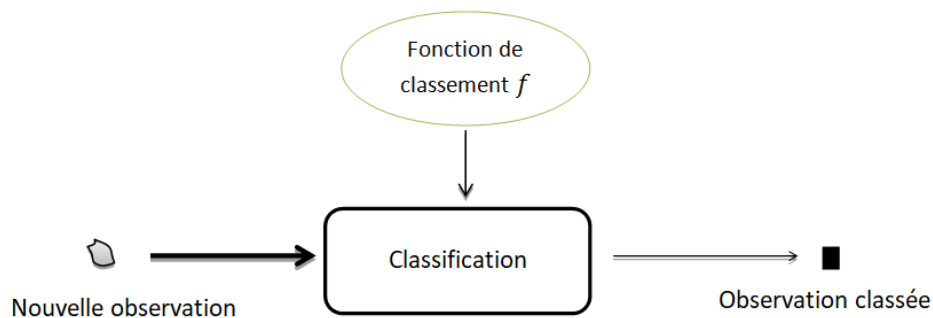 Fonction de
classement f
Classification
Nouvelle observation
Observation classée